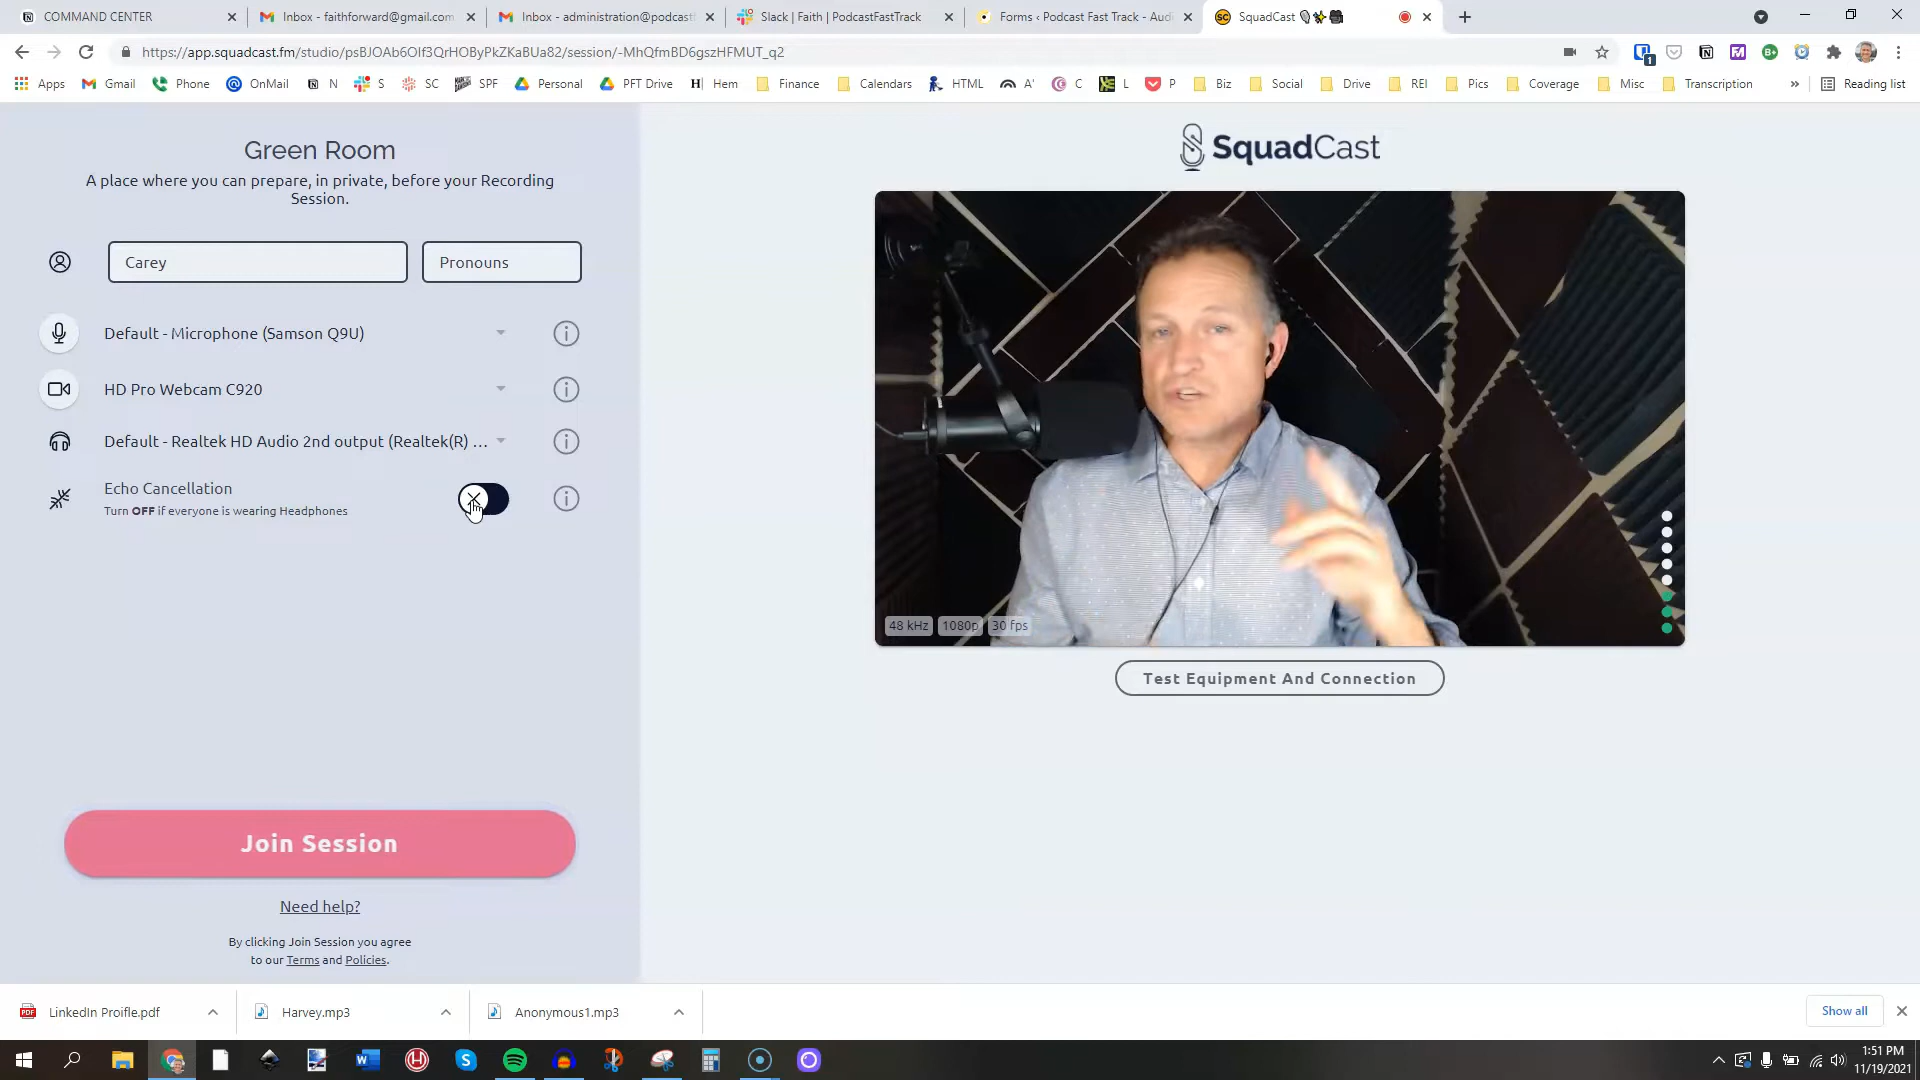 COMMAND CENTER
Inbox - faithforward@gmail.com
Inbox - administration@podcastf
Slack | Faith | PodcastFastTrack
Forms ‹ Podcast Fast Track - Audi
SquadCast
https://app.squadcast.fm/studio/psBJOAb6OIf3QrHOByPkZKaBUa82/session/-MhQfmBD6gszHFMUT_q2
Apps
Gmail
Phone
OnMail
N
S
SC
SPF
Personal
PFT Drive
Hem
Finance
Calendars
HTML
A'
C
L
P
Biz
Social
Drive
REI
Pics
Coverage
Misc
Transcription
»
Reading list
Green Room
A place where you can prepare, in private, before your Recording
Session.
Carey
Pronouns
Default - Microphone (Samson Q9U)
HD Pro Webcam C920
Default - Realtek HD Audio 2nd output (Realtek(R) ...
Echo Cancellation
Turn OFF if everyone is wearing Headphones
Join Session
Need help?
By clicking Join Session you agree
to our Terms and Policies.
SquadCast
48 kHz
1080p
30 fps
Test Equipment And Connection
LinkedIn Proifle.pdf
Harvey.mp3
Anonymous1.mp3
Show all
1:51 PM
11/19/2021